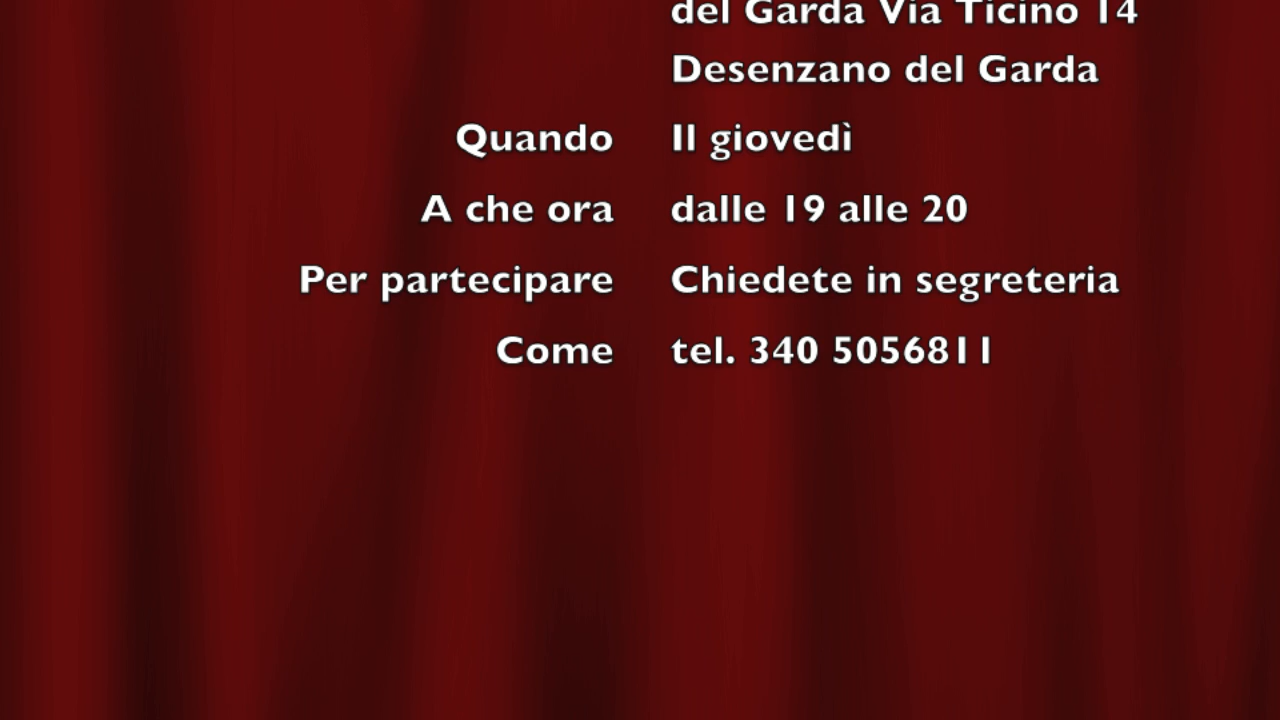 del Garda Via Ticino 14
Desenzano del Garda
Quando Il giovedì
A che ora dalle 19 alle 20
Per partecipare Chiedete in segreteria
Come tel. 340 5056811